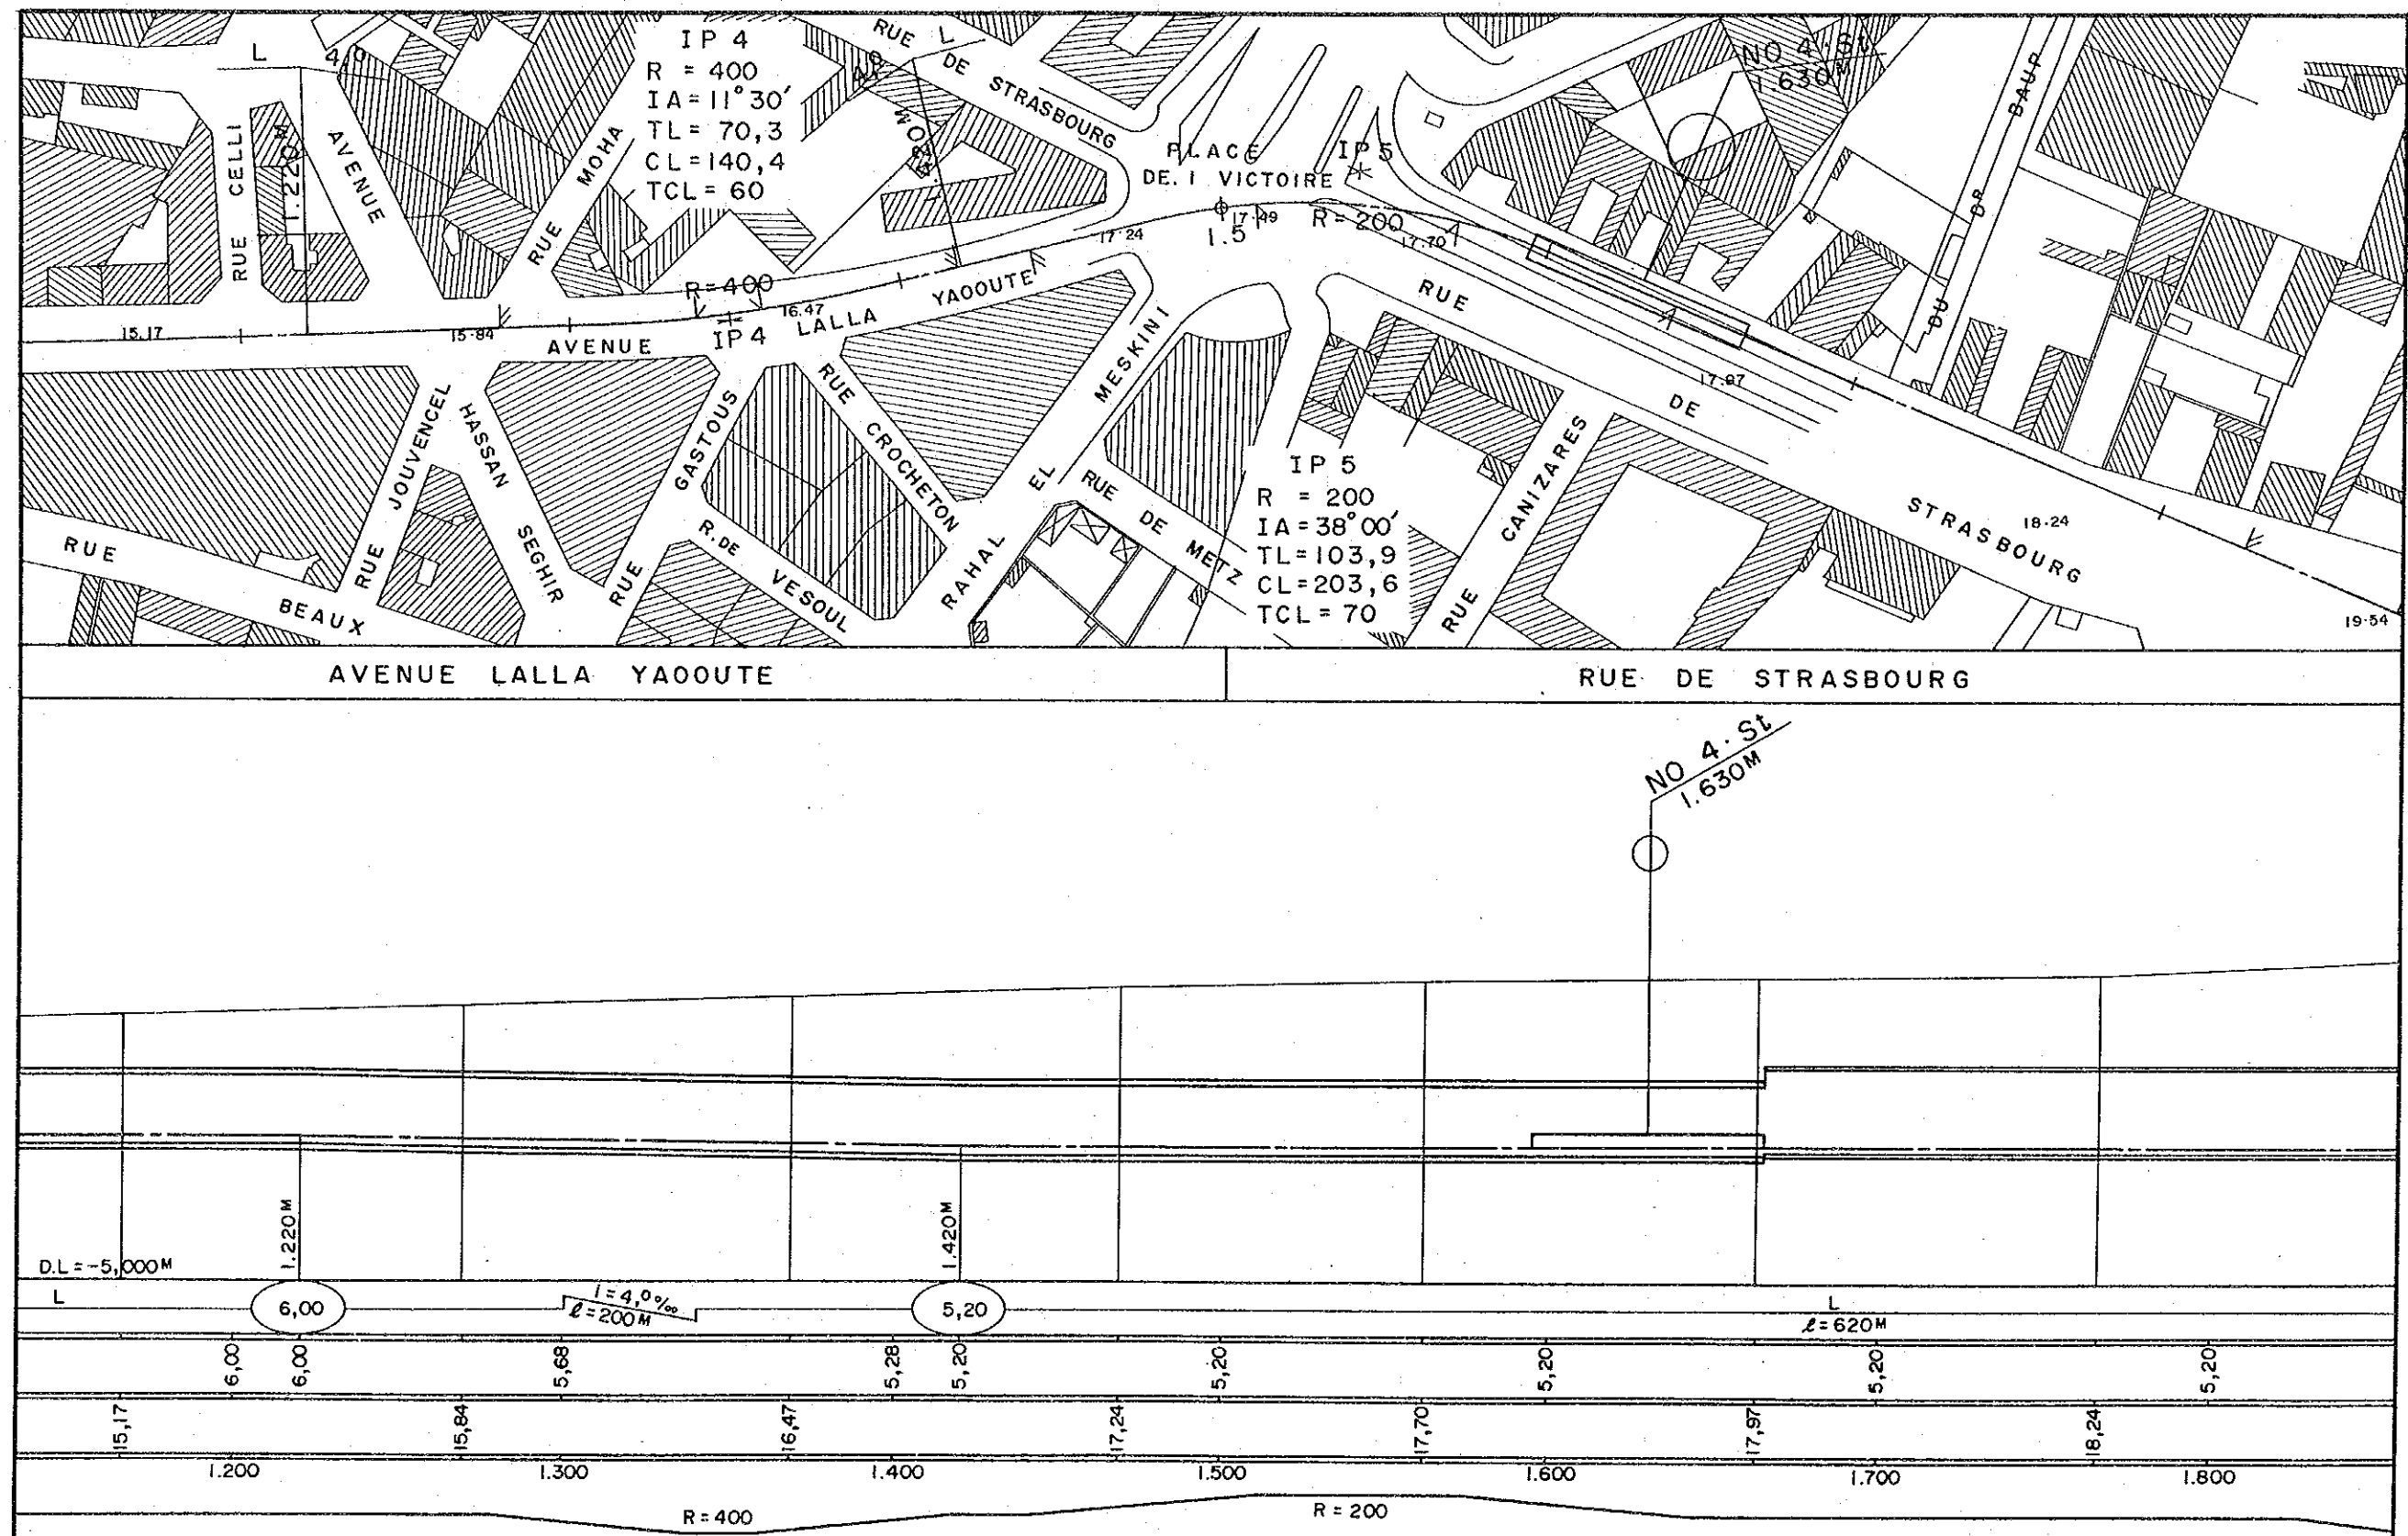 L
4,0
IP 4
R = 400
IA = 11°30′
TL = 70,3
CL = 140,4
TCL = 60
RUE DE STRASBOURG
L
NO 4. St
1.630M
RUE CELLI
1.220M
AVENUE
RUE MOHA
PLACE
DE. I VICTOIRE
IP 5
DU DR BAUP
15.17
15.84
R=400
IP 4
16.47
17.24
17.49
1.5
R=200
17.70
17.97
18.24
19.54
AVENUE LALLA YAOOUTE
RUE DE STRASBOURG
RUE JOUVENCEL
HASSAN SEGHIR
RUE GASTOUS
RUE CROCHETON
RAHAL EL MESKINI
RUE DE METZ
R. DE VESOUL
RUE BEAUX
RUE CANIZARES
IP 5
R = 200
IA = 38°00′
TL = 103,9
CL = 203,6
TCL = 70
AVENUE LALLA YAOOUTE
RUE DE STRASBOURG
NO 4. St
1.630M
1.220M
1.420M
D.L = -5,000M
L
6,00
i = 4,0‰
ℓ = 200M
5,20
L
ℓ = 620M
6,00 6,00 5,68 5,28 5,20 5,20 5,20 5,20 5,20
15,17 15,84 16,47 17,24 17,70 17,97 18,24
1.200 1.300 1.400 1.500 1.600 1.700 1.800
R = 400
R = 200